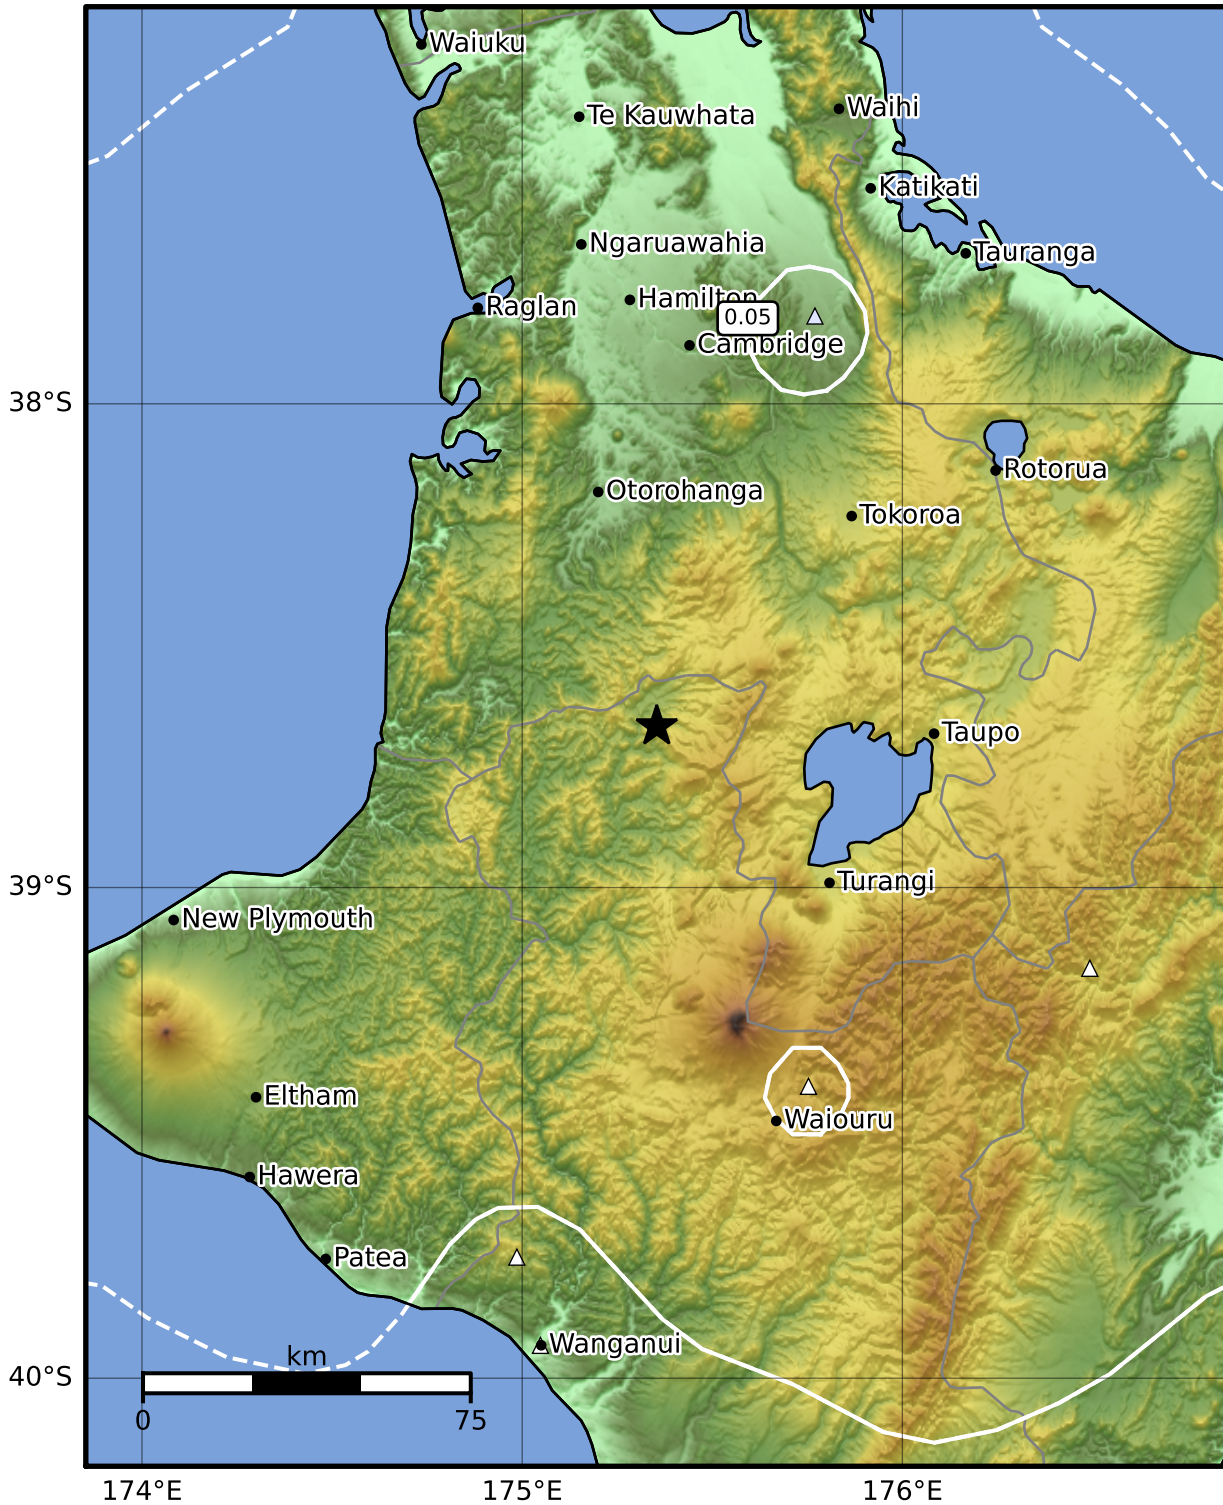 Waiuku
Te Kauwhata
Waihi
Katikati
Ngaruawahia
Tauranga
Hamilton
Raglan
0.05
Cambridge
38°S
Rotorua
Otorohanga
Tokoroa
Taupo
Turangi
39°S
New Plymouth
Eltham
Waiouru
Hawera
Patea
Wanganui
km
40°S
0
75
174°E
175°E
176°E